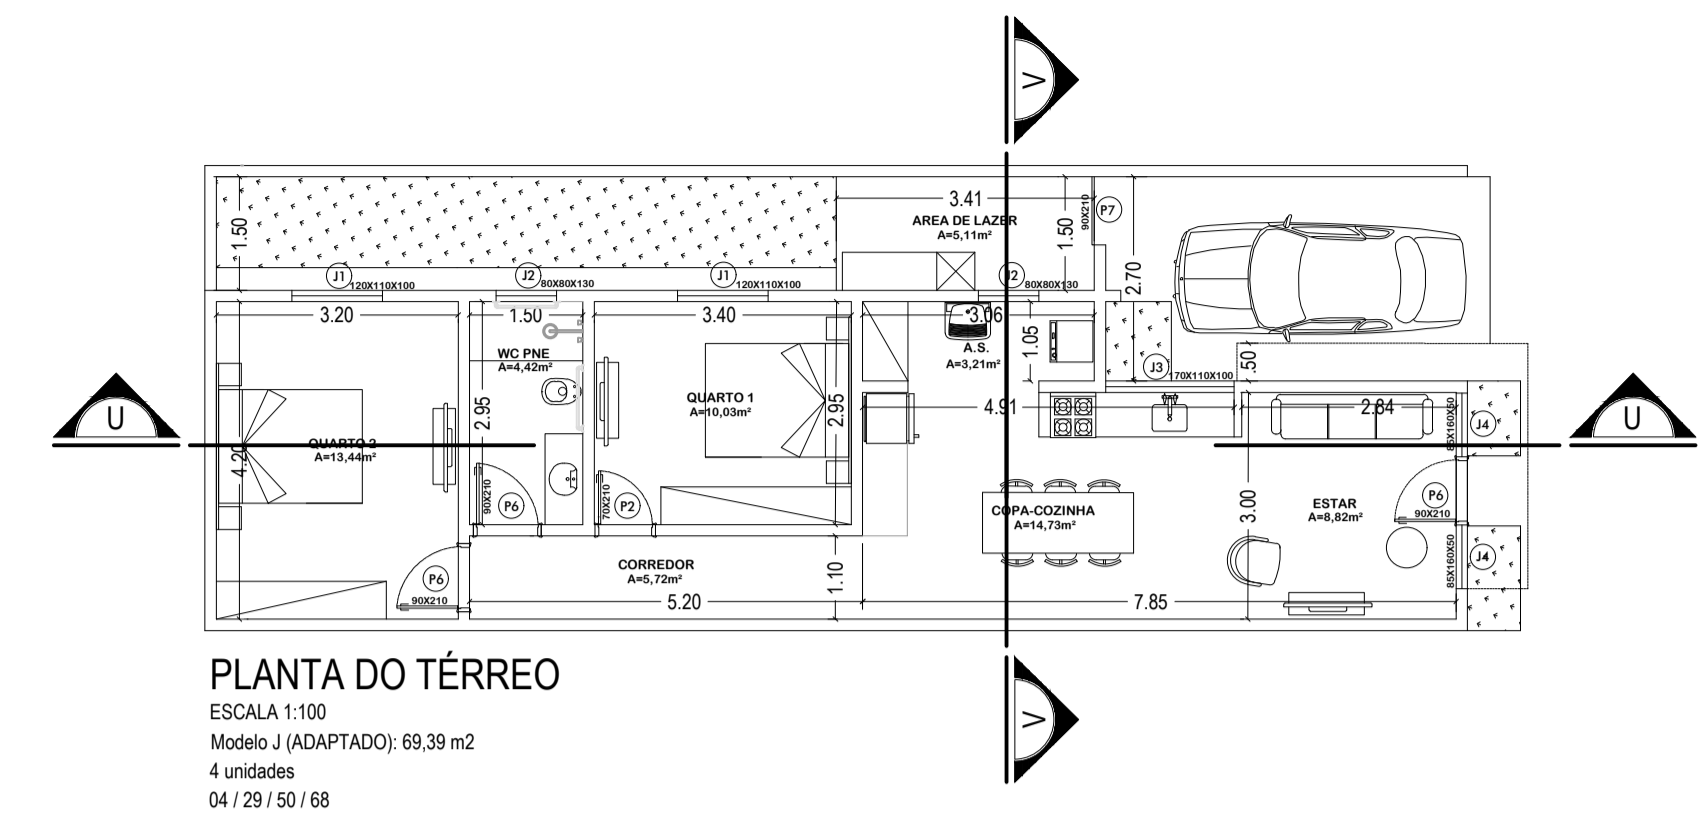 V
3.41
AREA DE LAZER
A=5,11m²
1.50
1.50
90X210
P7
2.70
J1
120X110X100
J2
80X80X130
J1
120X110X100
J2
80X80X130
3.20
1.50
3.40
3.06
1.05
A.S.
A=3,21m²
WC PNE
A=4,42m²
J3
170X110X100
.50
U
QUARTO 1
A=10,03m²
2.95
2.95
4.91
2.84
85X160X50
J4
U
QUARTO 2
A=13,44m²
4.20
90X210
P6
70X210
P2
COPA-COZINHA
A=14,73m²
3.00
ESTAR
A=8,82m²
P6
90X210
CORREDOR
A=5,72m²
1.10
P6
90X210
85X160X50
J4
5.20
7.85
PLANTA DO TÉRREO
ESCALA 1:100
Modelo J (ADAPTADO): 69,39 m2
4 unidades
04 / 29 / 50 / 68
V